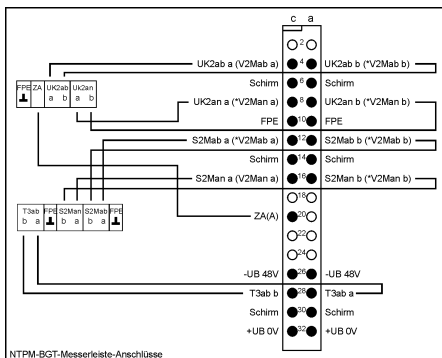 c a
2
UK2ab a (V2Mab a) 4 UK2ab b (*V2Mab b)
Schirm 6 Schirm
FPE ZA UK2ab UK2an
a b a b
UK2an a (*V2Man a) 8 UK2an b (*V2Man b)
FPE 10 FPE
S2Mab a (*V2Mab a) 12 S2Mab b (*V2Mab b)
Schirm 14 Schirm
S2Man a (V2Man a) 16 S2Man b (*V2Man b)
18
T3ab FPE S2Man S2Mab FPE
b a b a b a
ZA(A) 20
22
24
-UB 48V 26 -UB 48V
T3ab b 28 T3ab a
Schirm 30 Schirm
+UB 0V 32 +UB 0V
NTPM-BGT-Messerleiste-Anschlüsse